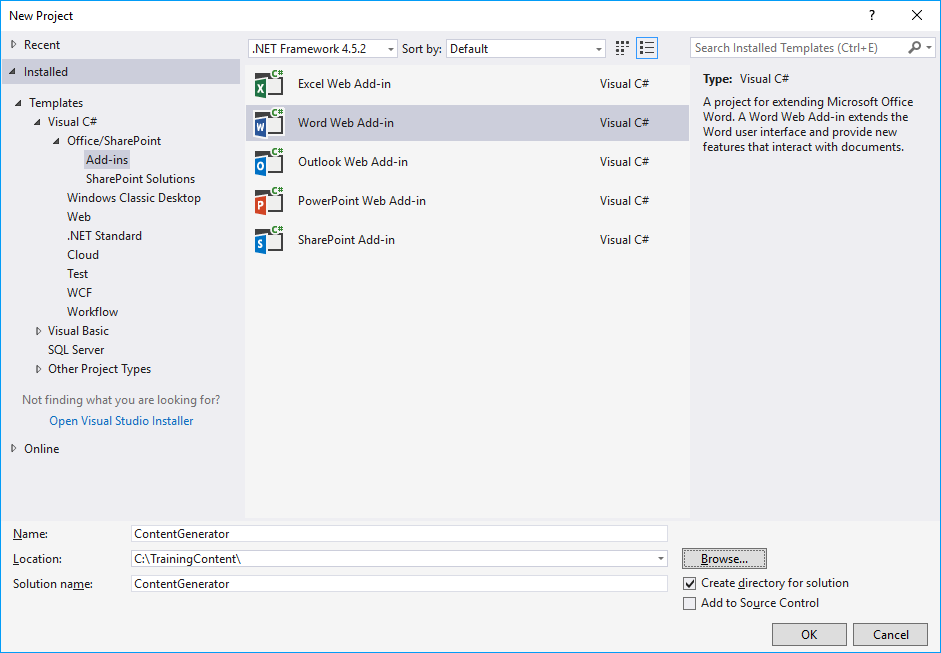 New Project
?
Recent
Installed
Templates
Visual C#
Office/SharePoint
Add-ins
SharePoint Solutions
Windows Classic Desktop
Web
.NET Standard
Cloud
Test
WCF
Workflow
Visual Basic
SQL Server
Other Project Types
Not finding what you are looking for?
Open Visual Studio Installer
Online
.NET Framework 4.5.2 Sort by: Default
C# X Excel Web Add-in Visual C#
C# W Word Web Add-in Visual C#
C# O Outlook Web Add-in Visual C#
C# P PowerPoint Web Add-in Visual C#
C# S SharePoint Add-in Visual C#
Search Installed Templates (Ctrl+E)
Type: Visual C#
A project for extending Microsoft Office
Word. A Word Web Add-in extends the
Word user interface and provide new
features that interact with documents.
Name: ContentGenerator
Location: C:\TrainingContent\
Browse...
Solution name: ContentGenerator
Create directory for solution
Add to Source Control
OK Cancel